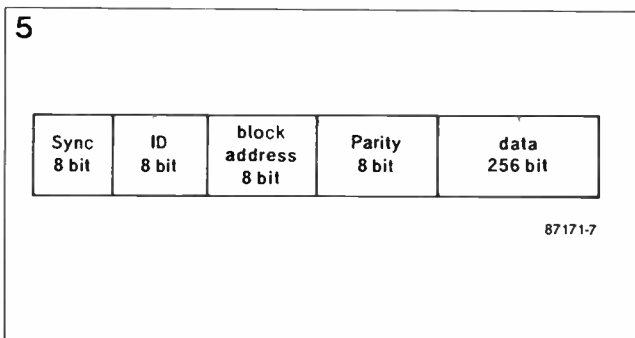 5
Sync
8 bit
ID
8 bit
block
address
8 bit
Parity
8 bit
data
256 bit
87171-7